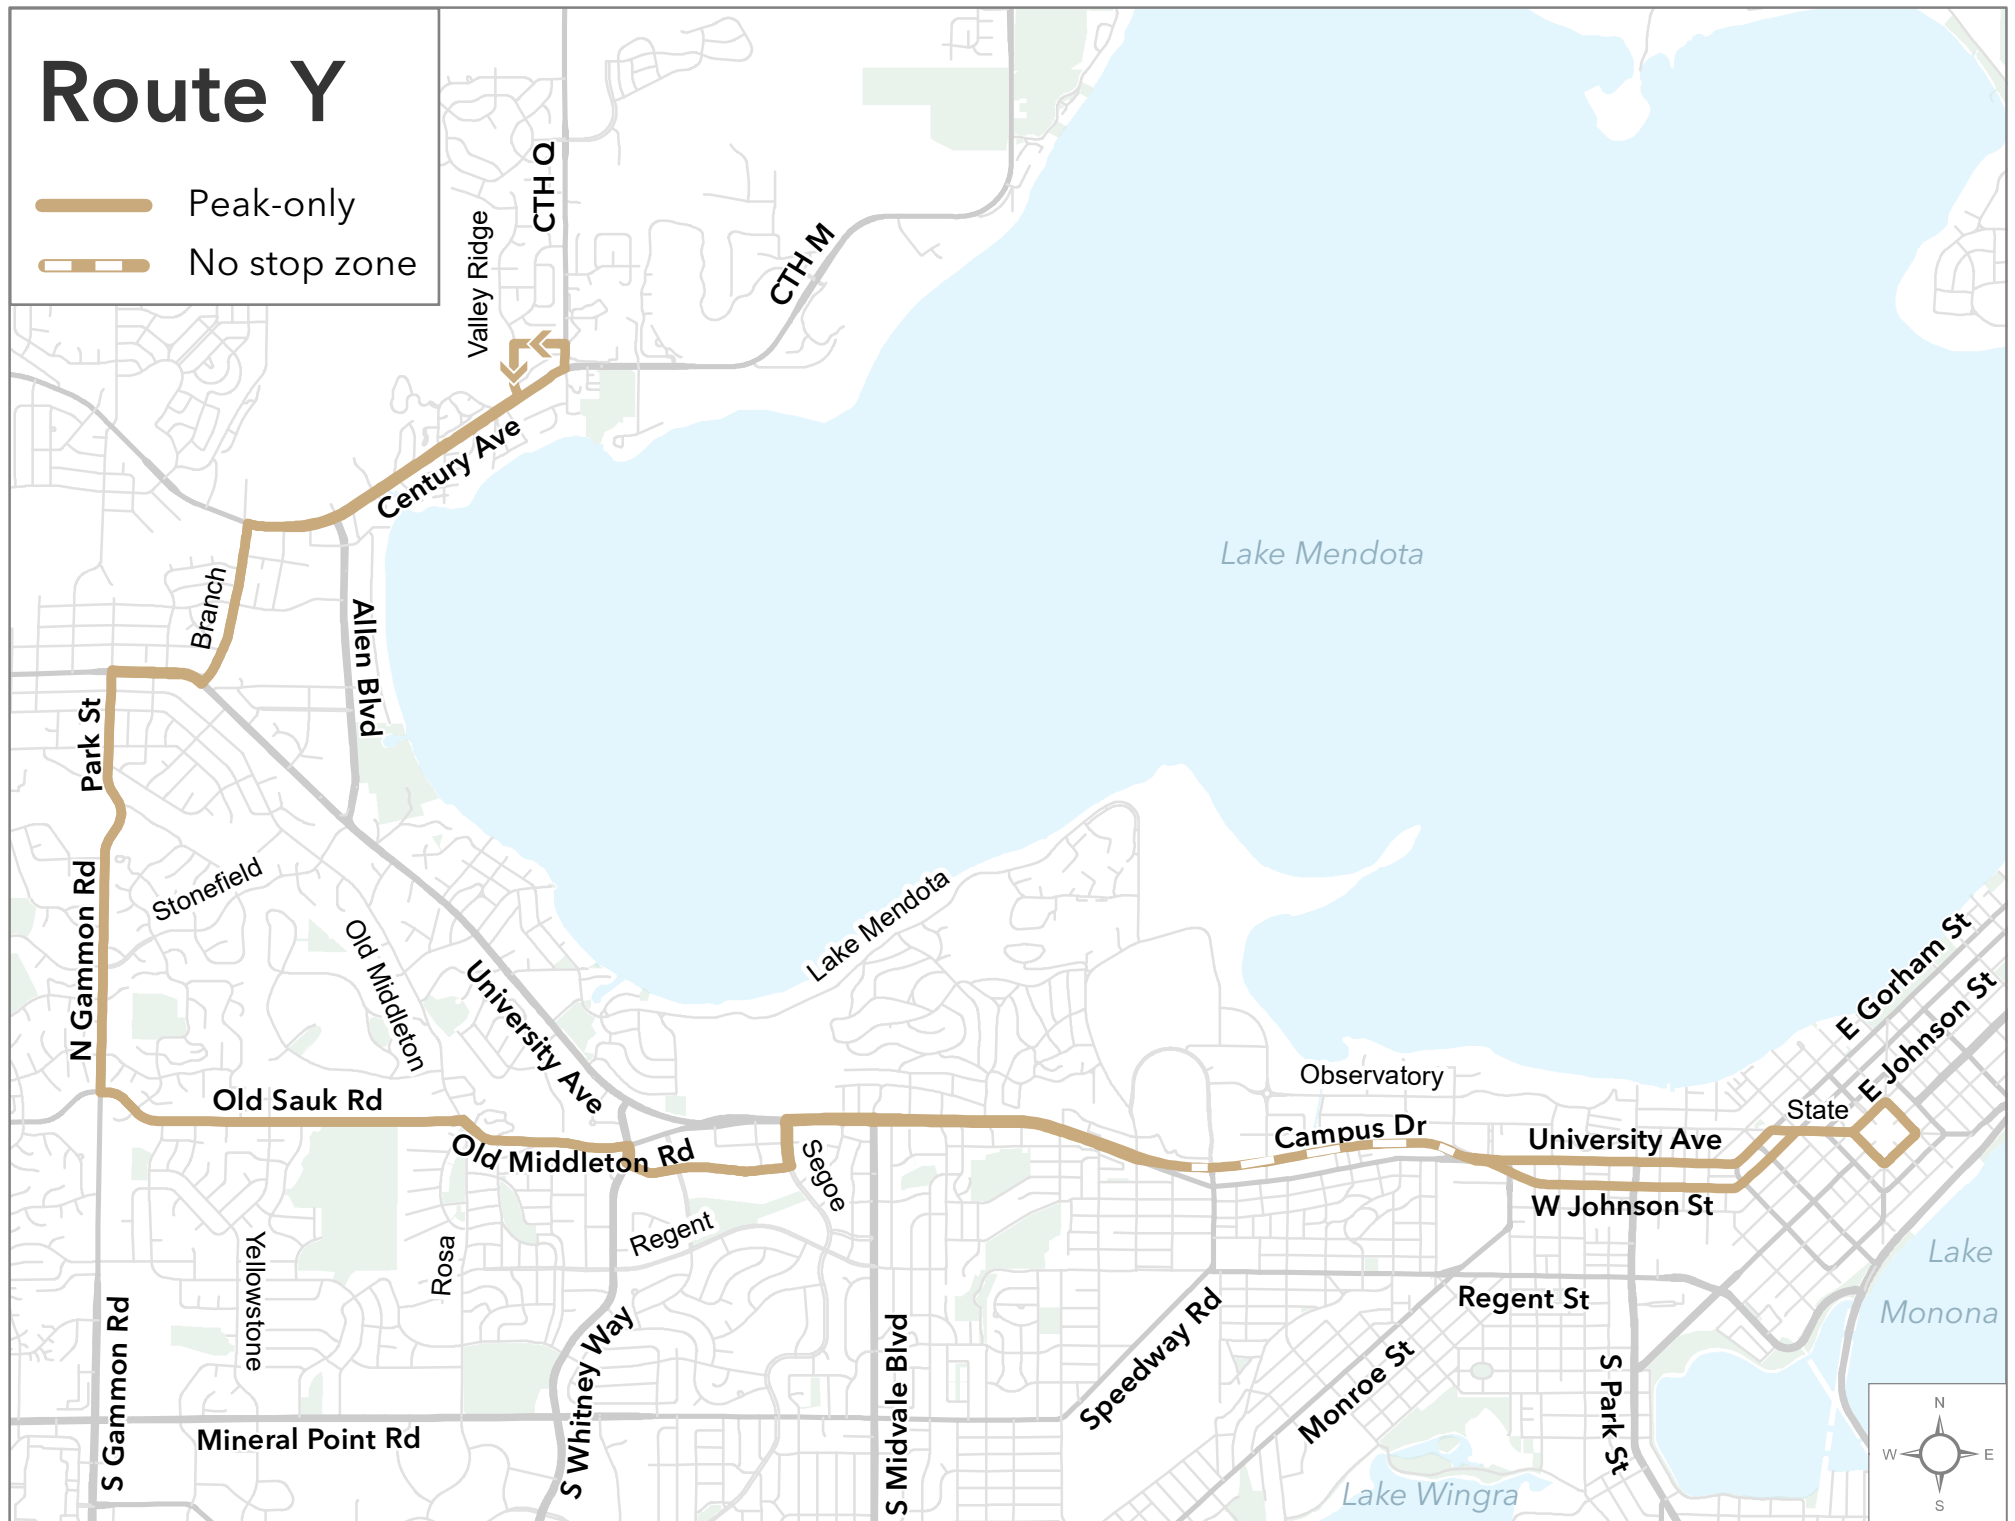 Route Y
Peak-only
No stop zone
CTH Q
Valley Ridge
CTH M
Century Ave
Lake Mendota
Branch
Allen Blvd
Park St
Stonefield
N Gammon Rd
Old Middleton
Lake Mendota
University Ave
E Gorham St
E Johnson St
Observatory
State
Old Sauk Rd
Campus Dr
University Ave
Old Middleton Rd
Segoe
W Johnson St
Regent
Yellowstone
Rosa
Lake
Monona
Regent St
S Gammon Rd
S Whitney Way
S Midvale Blvd
Speedway Rd
Monroe St
S Park St
Mineral Point Rd
Lake Wingra
N
W
E
S